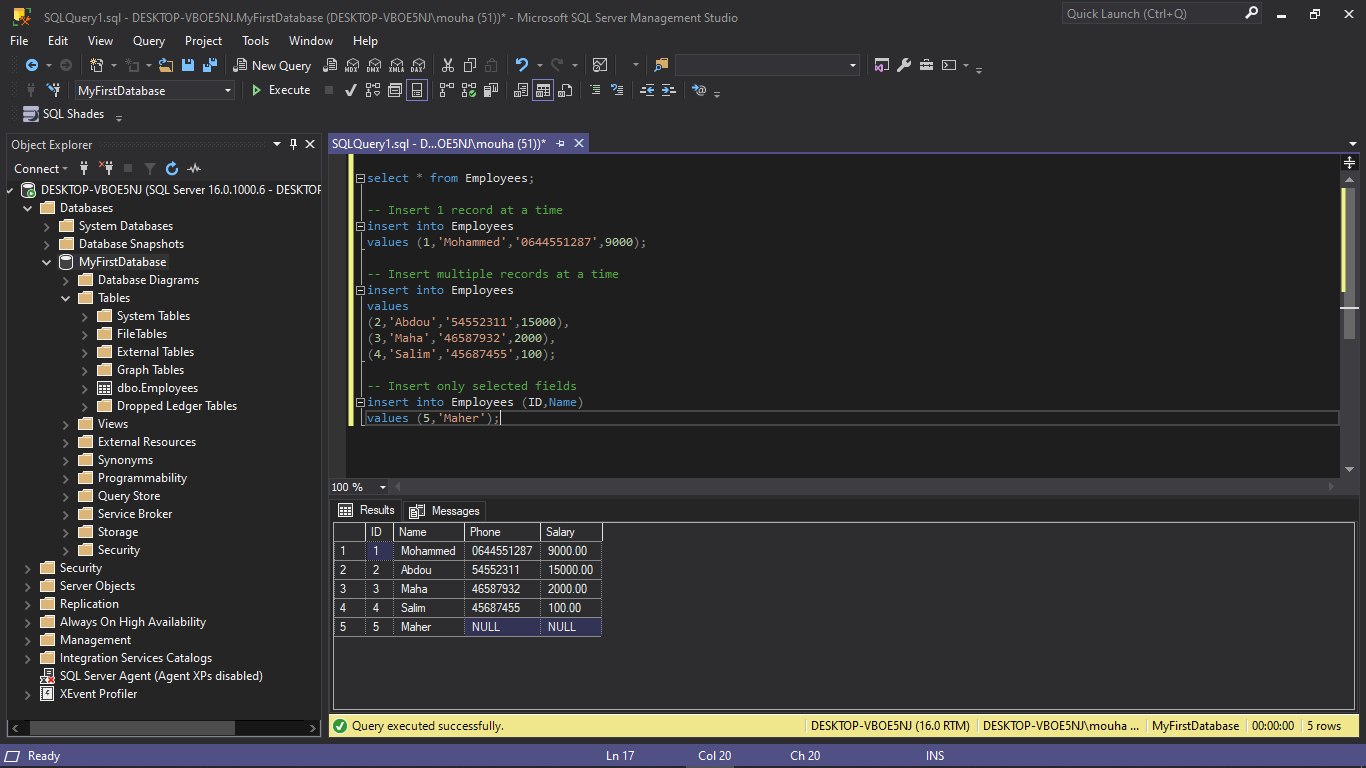 SQLQuery1.sql - DESKTOP-VBOE5NJ.MyFirstDatabase (DESKTOP-VBOE5NJ\mouha (51))* - Microsoft SQL Server Management Studio
Quick Launch (Ctrl+Q)
File Edit View Query Project Tools Window Help
New Query MDX DMX XMLA DAX
MyFirstDatabase Execute
SQL Shades
Object Explorer
Connect
DESKTOP-VBOE5NJ (SQL Server 16.0.1000.6 - DESKTOP
Databases
System Databases
Database Snapshots
MyFirstDatabase
Database Diagrams
Tables
System Tables
FileTables
External Tables
Graph Tables
dbo.Employees
Dropped Ledger Tables
Views
External Resources
Synonyms
Programmability
Query Store
Service Broker
Storage
Security
Security
Server Objects
Replication
Always On High Availability
Management
Integration Services Catalogs
SQL Server Agent (Agent XPs disabled)
XEvent Profiler
SQLQuery1.sql - D...OE5NJ\mouha (51))*
select * from Employees;
-- Insert 1 record at a time
insert into Employees
values (1,'Mohammed','0644551287',9000);
-- Insert multiple records at a time
insert into Employees
values
(2,'Abdou','54552311',15000),
(3,'Maha','46587932',2000),
(4,'Salim','45687455',100);
-- Insert only selected fields
insert into Employees (ID,Name)
values (5,'Maher');
100 %
Results Messages
ID Name Phone Salary
1 1 Mohammed 0644551287 9000.00
2 2 Abdou 54552311 15000.00
3 3 Maha 46587932 2000.00
4 4 Salim 45687455 100.00
5 5 Maher NULL NULL
Query executed successfully. DESKTOP-VBOE5NJ (16.0 RTM) DESKTOP-VBOE5NJ\mouha ... MyFirstDatabase 00:00:00 5 rows
Ready Ln 17 Col 20 Ch 20 INS